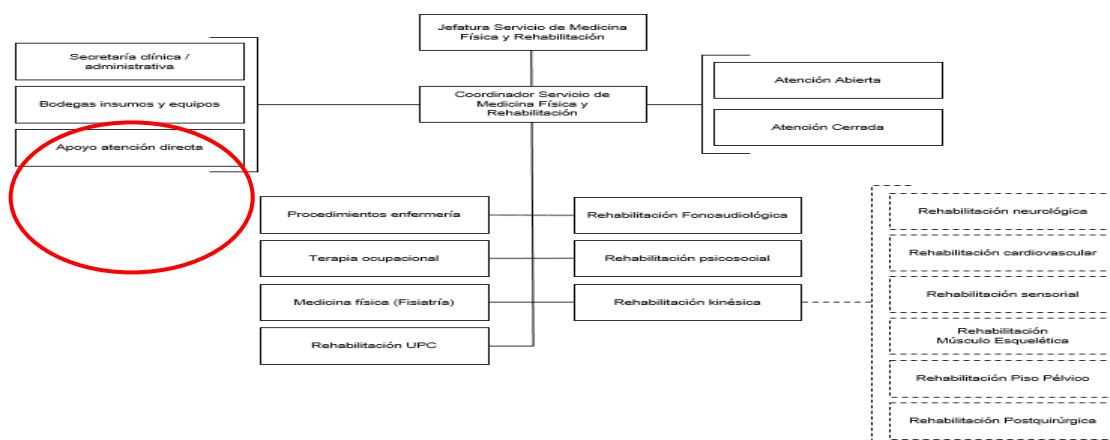 Jefatura Servicio de Medicina
Física y Rehabilitación
Secretaría clínica /
administrativa
Bodegas insumos y equipos
Apoyo atención directa
Coordinador Servicio de
Medicina Física y
Rehabilitación
Atención Abierta
Atención Cerrada
Procedimientos enfermería
Rehabilitación Fonoaudiológica
Terapia ocupacional
Rehabilitación psicosocial
Medicina física (Fisiatría)
Rehabilitación kinésica
Rehabilitación UPC
Rehabilitación neurológica
Rehabilitación cardiovascular
Rehabilitación sensorial
Rehabilitación
Músculo Esquelética
Rehabilitación Piso Pélvico
Rehabilitación Postquirúrgica